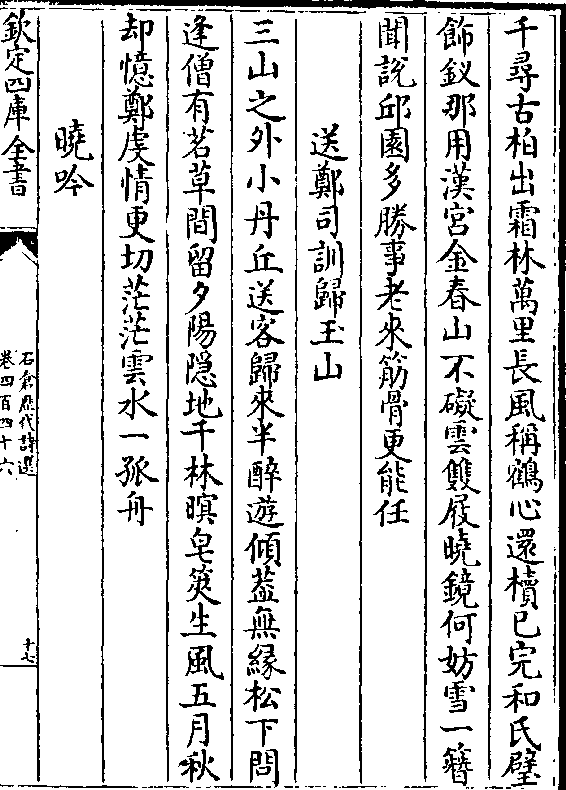 千尋古柏出霜林萬里長風稱鶴心還櫝已完和氏璧
飾釵那用漢宮金春山不礙雲雙屐曉鏡何妨雪一簪
聞說邱園多勝事老來筋骨更能任
送鄭司訓歸玉山
三山之外小丹丘送客歸來半醉遊傾葢無緣松下問
逢僧有茗草間留夕陽隱地千林暝皂莢生風五月秋
却憶鄭虔情更切茫茫雲水一孤舟
曉吟
欽定四庫全書
石倉歷代詩選
卷四百四十六
十七